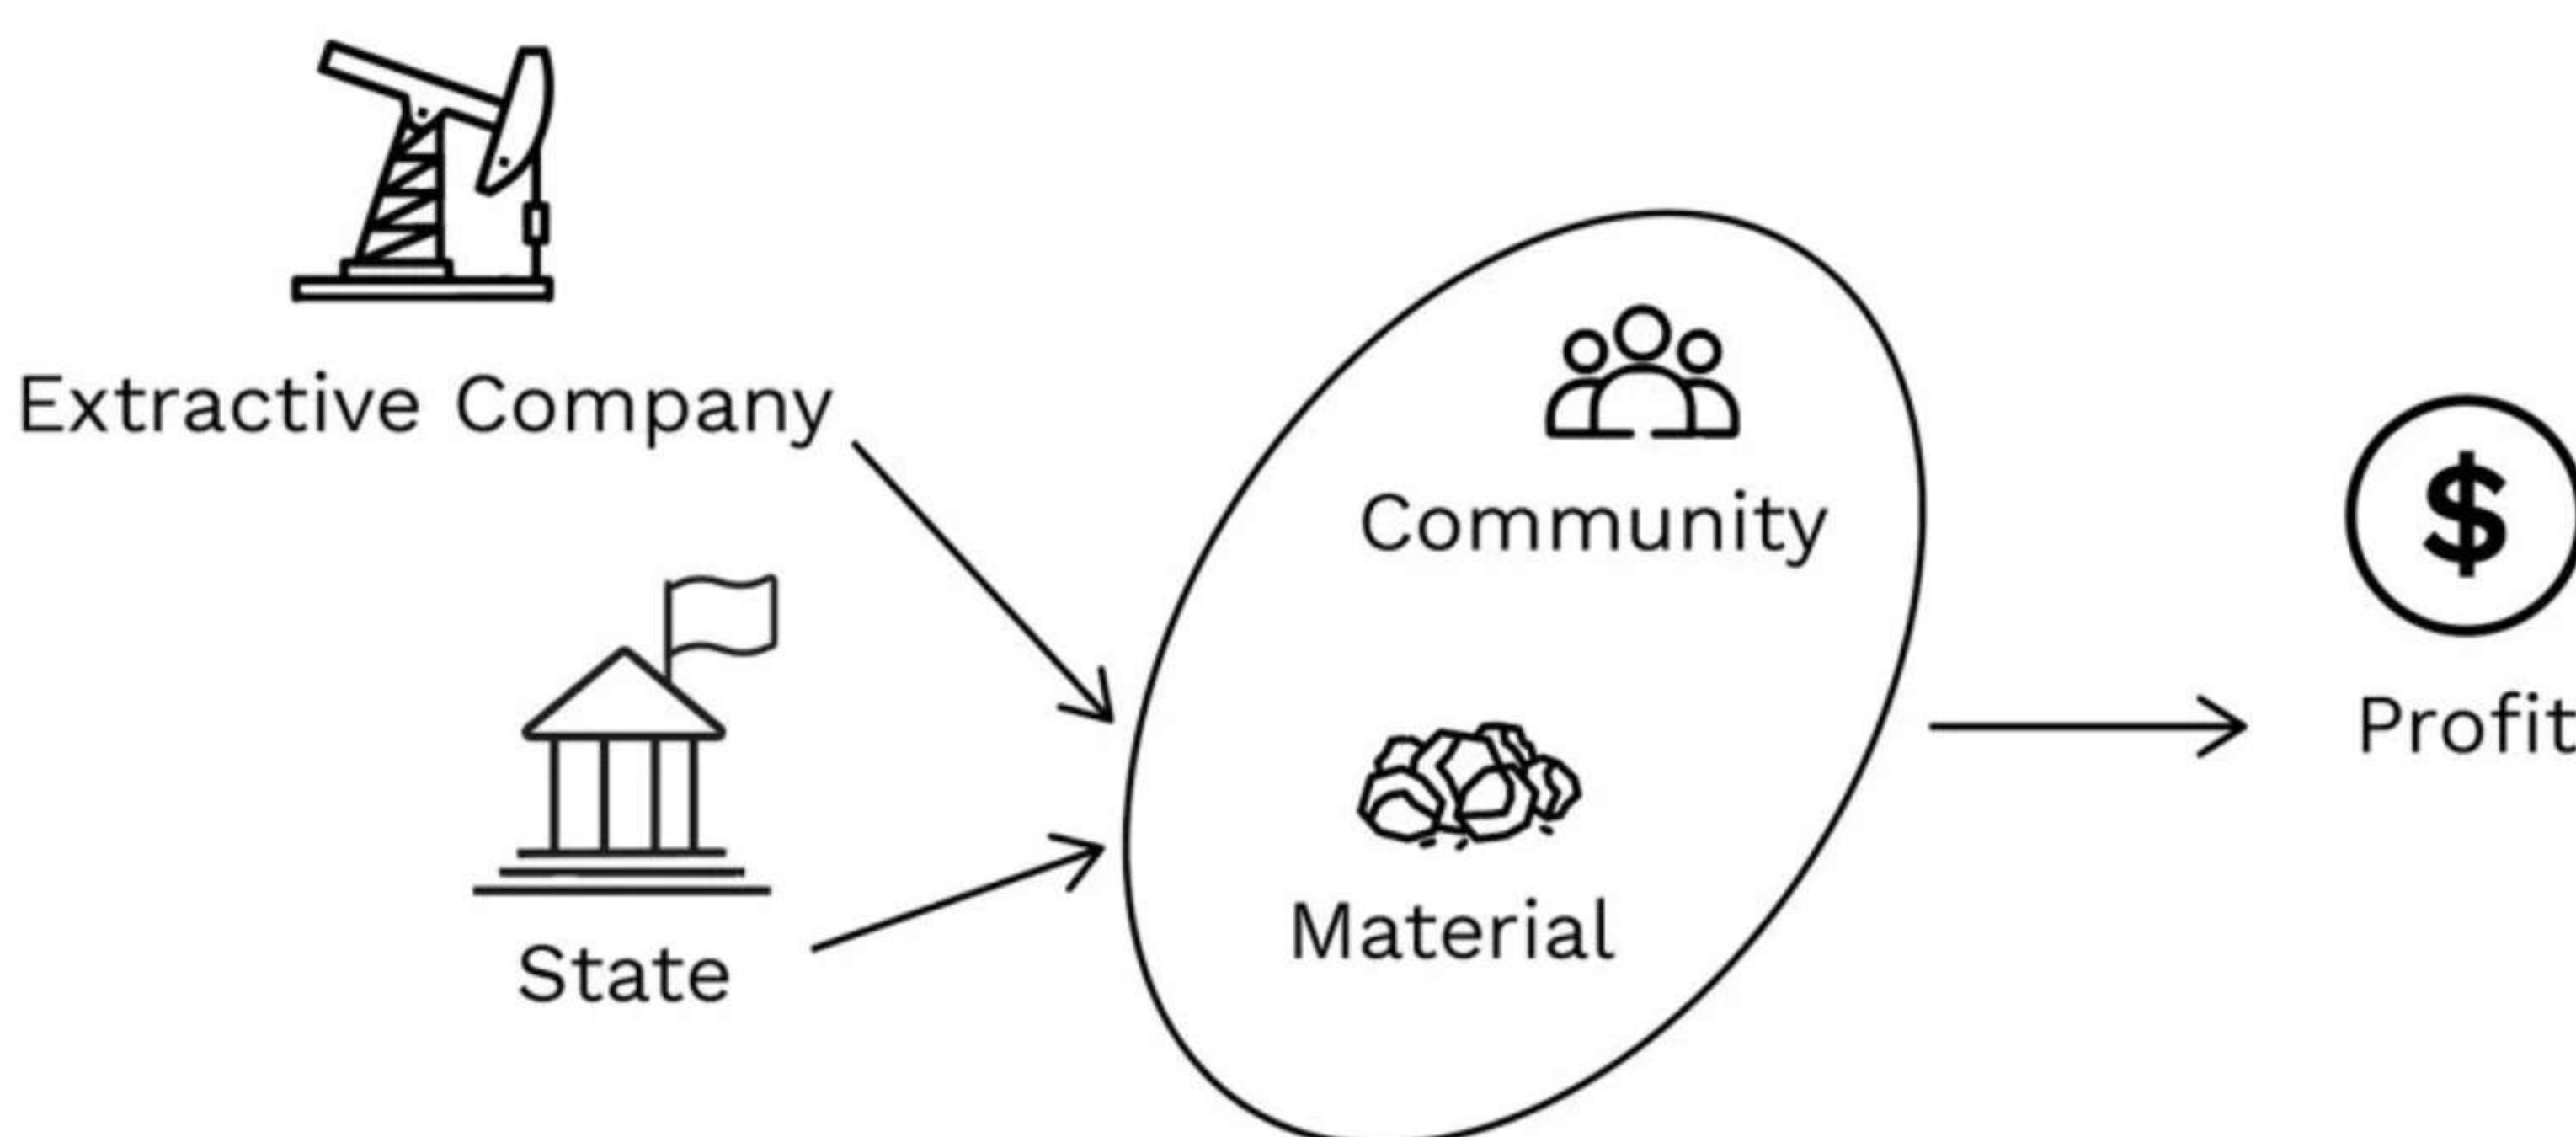 Extractive Company
Community
$
Profit
State
Material